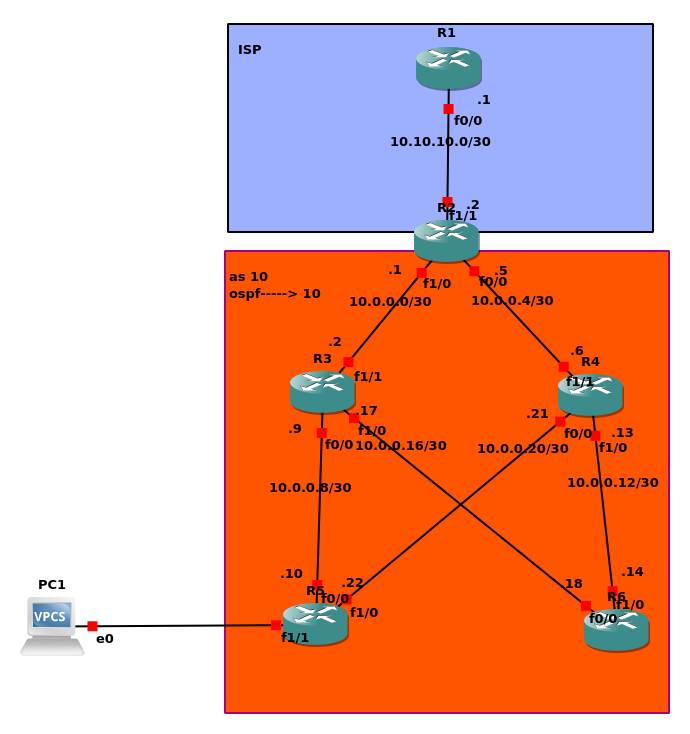 R1
ISP
.1
f0/0
10.10.10.0/30
.2
R2
f1/1
.1
.5
as 10
f1/0
f0/0
ospf-----> 10
10.0.0.0/30
10.0.0.4/30
.2
.6
R3
R4
f1/1
f1/1
.17
.21
.9
f1/0
f0/0
.13
f0/0
10.0.0.16/30
10.0.0.20/30
f1/0
10.0.0.8/30
10.0.0.12/30
.10
.22
18
.14
PC1
R5
f0/0
R6
f1/0
VPCS
f1/0
f0/0
e0
f1/1